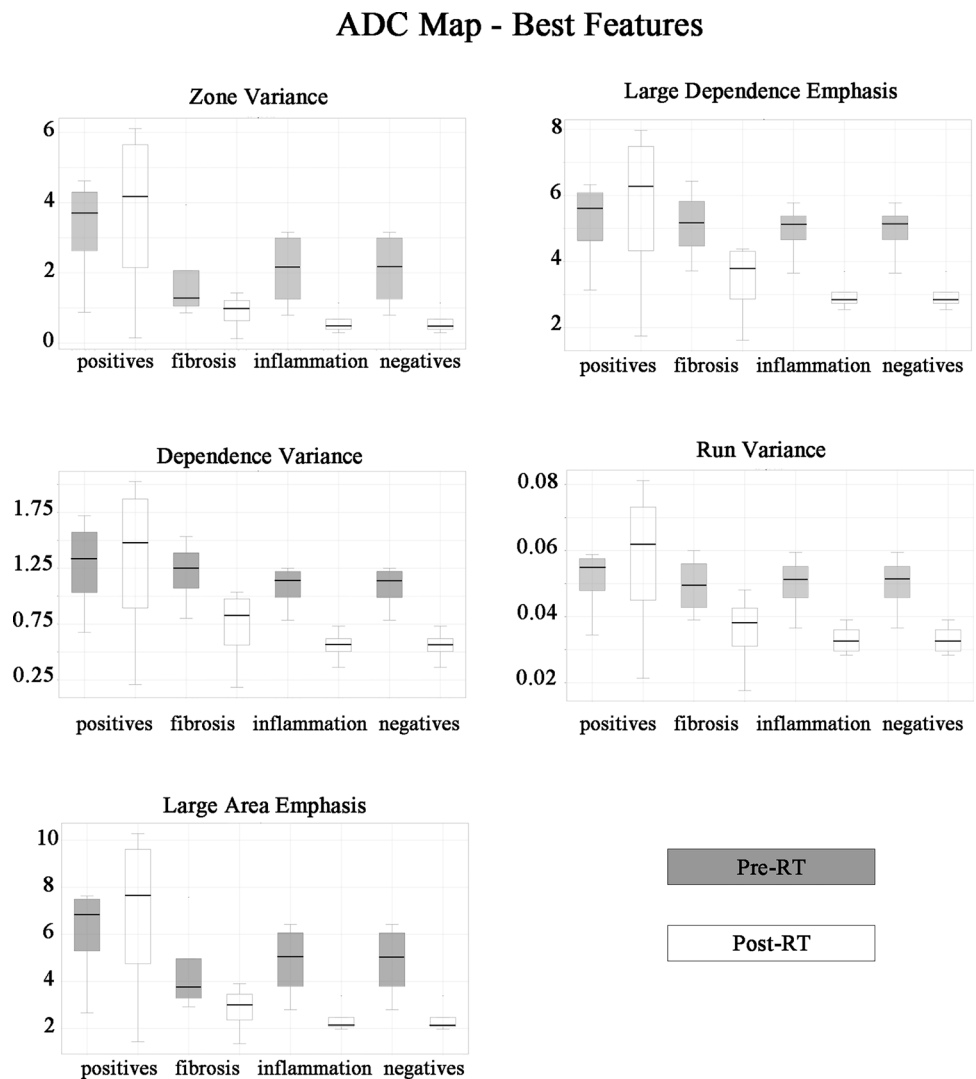 ADC Map - Best Features
Zone Variance
6
4
2
0
positives fibrosis inflammation negatives
Large Dependence Emphasis
8
6
4
2
positives fibrosis inflammation negatives
Dependence Variance
1.75
1.25
0.75
0.25
positives fibrosis inflammation negatives
Run Variance
0.08
0.06
0.04
0.02
positives fibrosis inflammation negatives
Large Area Emphasis
10
8
6
4
2
positives fibrosis inflammation negatives
Pre-RT
Post-RT